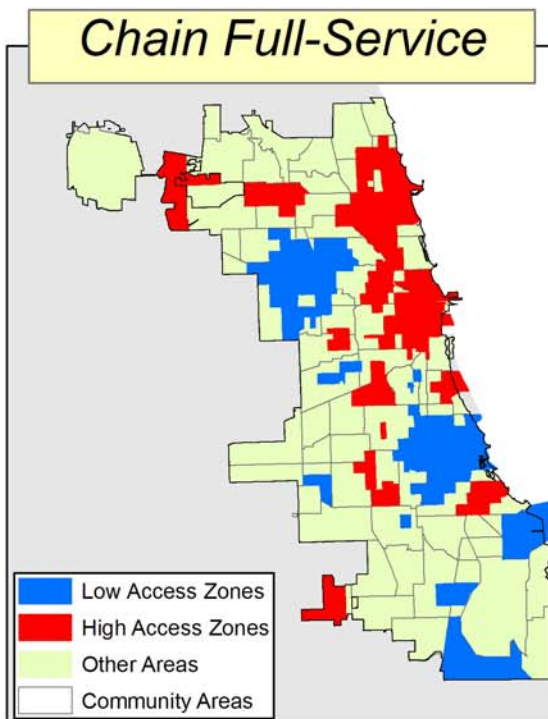 Chain Full-Service
Low Access Zones
High Access Zones
Other Areas
Community Areas